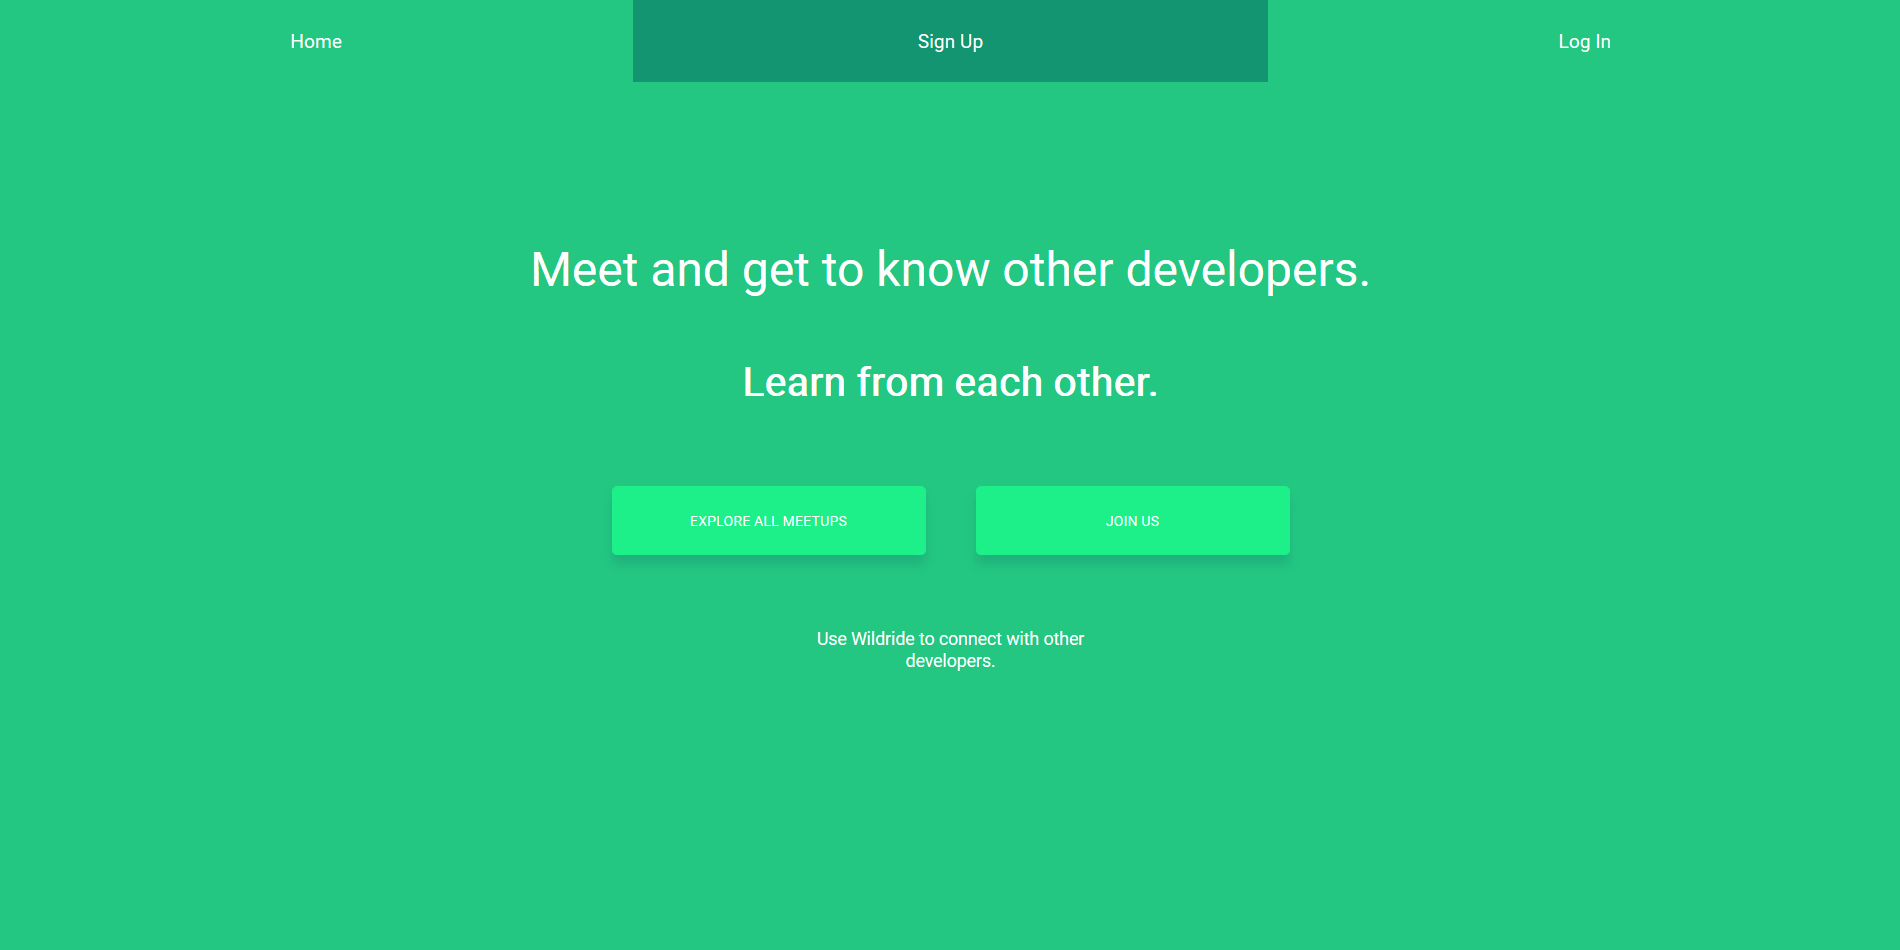 Home
Sign Up
Log In
Meet and get to know other developers.
Learn from each other.
EXPLORE ALL MEETUPS
JOIN US
Use Wildride to connect with other
developers.